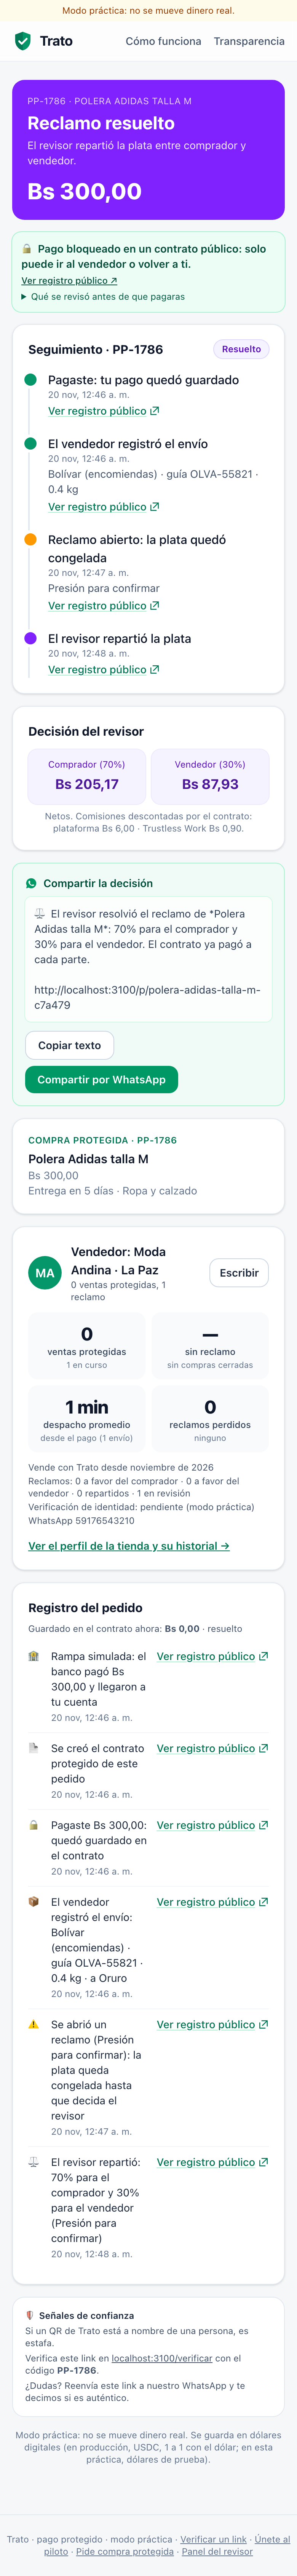 Modo práctica: no se mueve dinero real.
Trato
Cómo funciona
Transparencia
PP-1786 · POLERA ADIDAS TALLA M
Reclamo resuelto
El revisor repartió la plata entre comprador y
vendedor.
Bs 300,00
Pago bloqueado en un contrato público: solo
puede ir al vendedor o volver a ti.
Ver registro público ↗
▶ Qué se revisó antes de que pagaras
Seguimiento · PP-1786
Resuelto
Pagaste: tu pago quedó guardado
20 nov, 12:46 a. m.
Ver registro público
El vendedor registró el envío
20 nov, 12:46 a. m.
Bolívar (encomiendas) · guía OLVA-55821 ·
0.4 kg
Ver registro público
Reclamo abierto: la plata quedó
congelada
20 nov, 12:47 a. m.
Presión para confirmar
Ver registro público
El revisor repartió la plata
20 nov, 12:48 a. m.
Ver registro público
Decisión del revisor
Comprador (70%)
Bs 205,17
Vendedor (30%)
Bs 87,93
Netos. Comisiones descontadas por el contrato:
plataforma Bs 6,00 · Trustless Work Bs 0,90.
Compartir la decisión
⚖️ El revisor resolvió el reclamo de *Polera
Adidas talla M*: 70% para el comprador y
30% para el vendedor. El contrato ya pagó a
cada parte.
http://localhost:3100/p/polera-adidas-talla-m-
c7a479
Copiar texto
Compartir por WhatsApp
COMPRA PROTEGIDA · PP-1786
Polera Adidas talla M
Bs 300,00
Entrega en 5 días · Ropa y calzado
MA
Vendedor: Moda
Andina · La Paz
0 ventas protegidas, 1
reclamo
Escribir
0
ventas protegidas
1 en curso
—
sin reclamo
sin compras cerradas
1 min
despacho promedio
desde el pago (1 envío)
0
reclamos perdidos
ninguno
Vende con Trato desde noviembre de 2026
Reclamos: 0 a favor del comprador · 0 a favor del
vendedor · 0 repartidos · 1 en revisión
Verificación de identidad: pendiente (modo práctica)
WhatsApp 59176543210
Ver el perfil de la tienda y su historial →
Registro del pedido
Guardado en el contrato ahora: Bs 0,00 · resuelto
Rampa simulada: el
banco pagó Bs
300,00 y llegaron a
tu cuenta
20 nov, 12:46 a. m.
Ver registro público
Se creó el contrato
protegido de este
pedido
20 nov, 12:46 a. m.
Ver registro público
Pagaste Bs 300,00:
quedó guardado en
el contrato
20 nov, 12:46 a. m.
Ver registro público
El vendedor
registró el envío:
Bolívar
(encomiendas) ·
guía OLVA-55821 ·
0.4 kg · a Oruro
20 nov, 12:46 a. m.
Ver registro público
Se abrió un
reclamo (Presión
para confirmar): la
plata queda
congelada hasta
que decida el
revisor
20 nov, 12:47 a. m.
Ver registro público
El revisor repartió:
70% para el
comprador y 30%
para el vendedor
(Presión para
confirmar)
20 nov, 12:48 a. m.
Ver registro público
Señales de confianza
Si un QR de Trato está a nombre de una persona, es
estafa.
Verifica este link en localhost:3100/verificar con el
código PP-1786.
¿Dudas? Reenvía este link a nuestro WhatsApp y te
decimos si es auténtico.
Modo práctica: no se mueve dinero real. Se guarda en dólares
digitales (en producción, USDC, 1 a 1 con el dólar; en esta
práctica, dólares de prueba).
Trato · pago protegido · modo práctica · Verificar un link · Únete al
piloto · Pide compra protegida · Panel del revisor